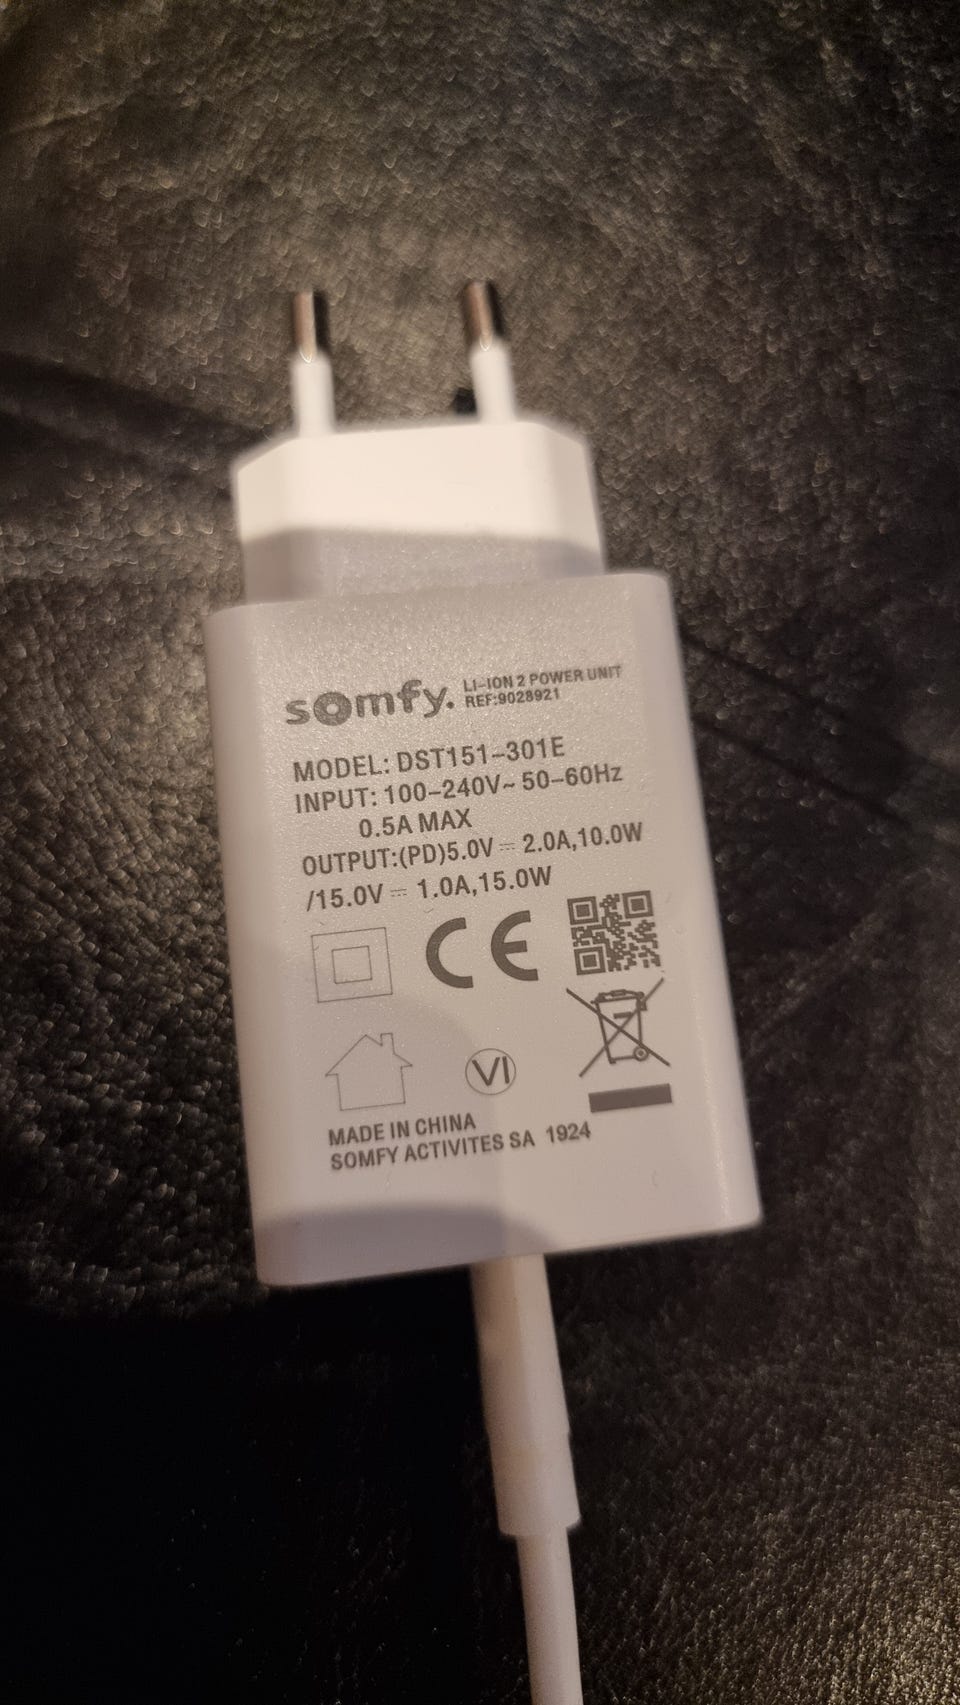 somfy. LI-ION 2 POWER UNIT
REF:9028921
MODEL: DST151-301E
INPUT: 100-240V~ 50-60Hz
0.5A MAX
OUTPUT:(PD)5.0V ⎓ 2.0A,10.0W
/15.0V ⎓ 1.0A,15.0W
CE
VI
MADE IN CHINA
SOMFY ACTIVITES SA 1924